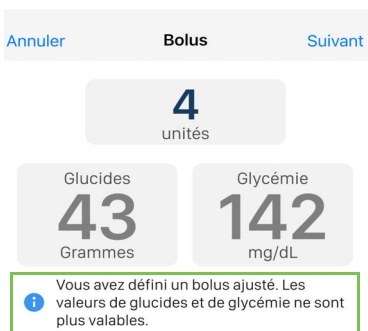 Annuler Bolus Suivant
4
unités
Glucides Glycémie
43 142
Grammes mg/dL
Vous avez défini un bolus ajusté. Les
valeurs de glucides et de glycémie ne sont
plus valables.